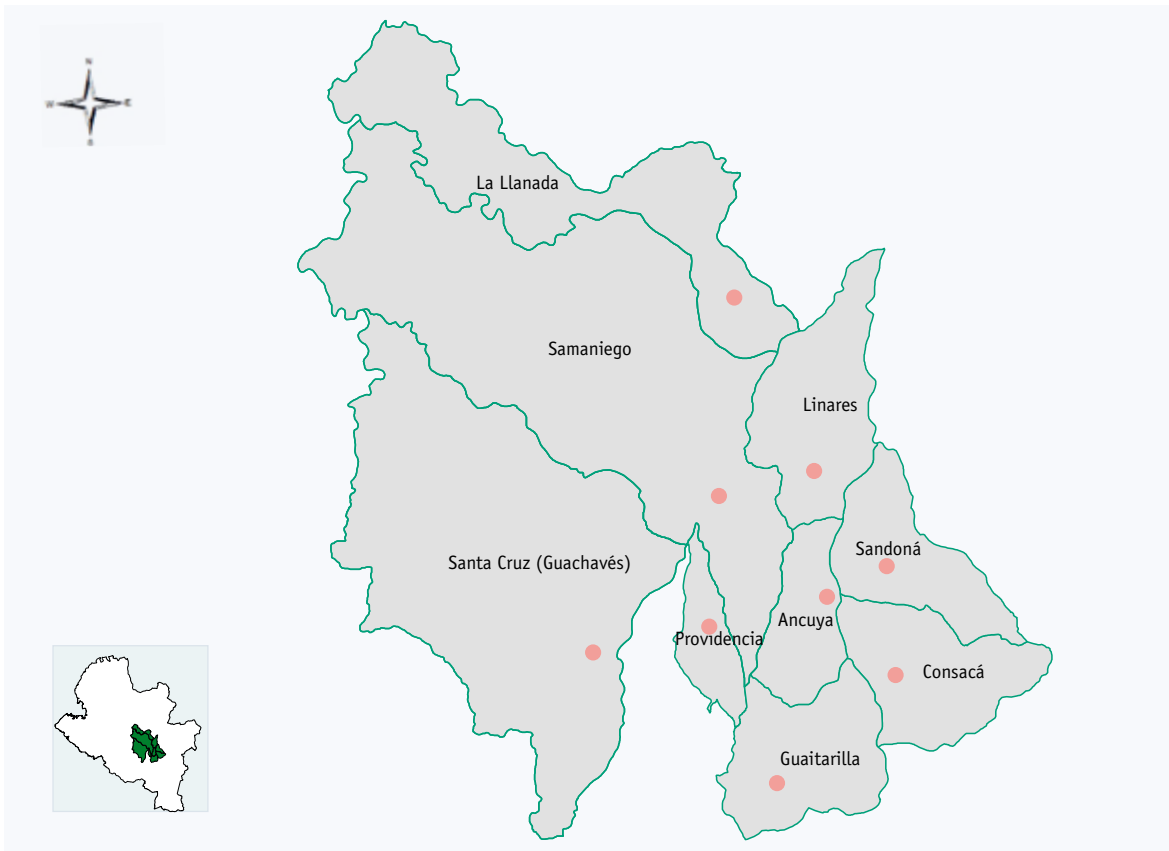 N
W
E
S
La Llanada
Samaniego
Linares
Sandoná
Santa Cruz (Guachavés)
Ancuya
Providencia
Consacá
Guaitarilla